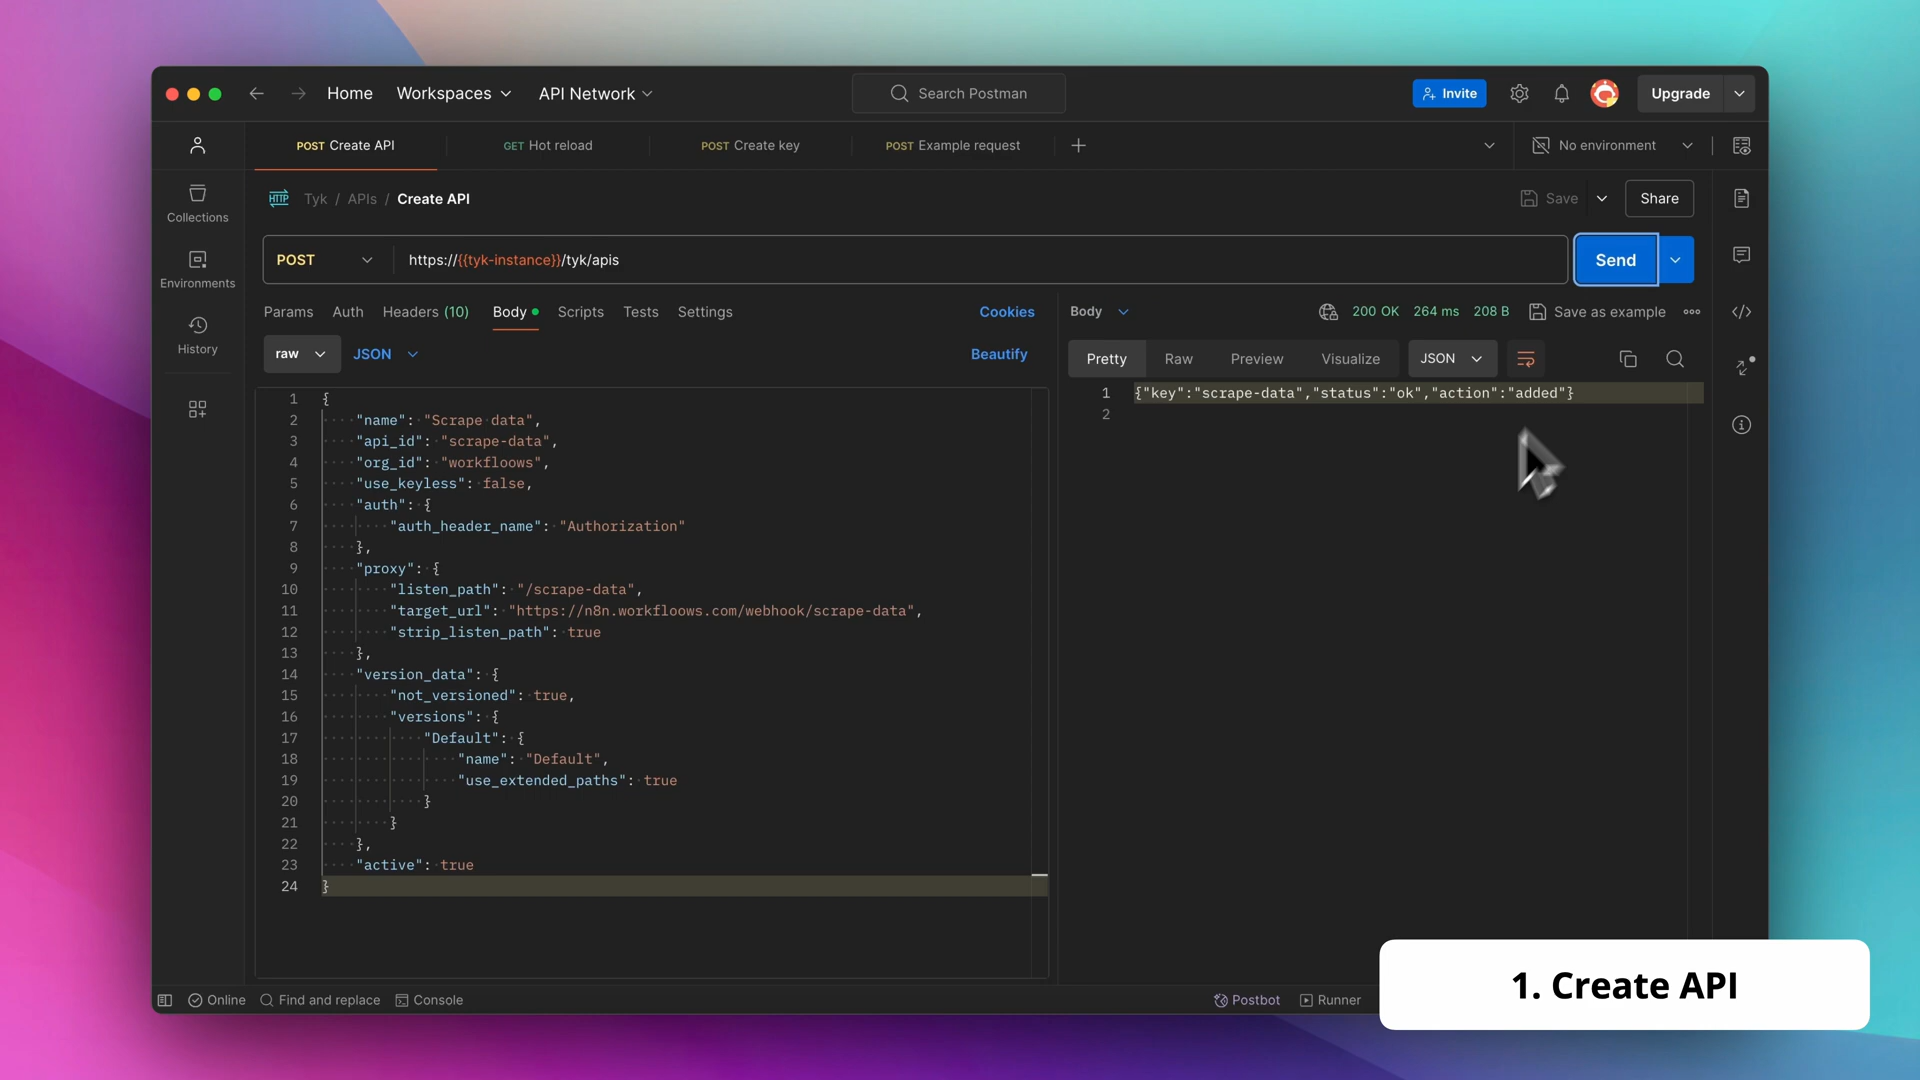 Home
Workspaces
API Network
Search Postman
Invite
Upgrade
POST Create API
GET Hot reload
POST Create key
POST Example request
No environment
Collections
Environments
History
HTTP
Tyk / APIs / Create API
Save
Share
POST
https://{{tyk-instance}}/tyk/apis
Send
Params
Auth
Headers (10)
Body
Scripts
Tests
Settings
Cookies
raw
JSON
Beautify
1 {
2 "name": "Scrape data",
3 "api_id": "scrape-data",
4 "org_id": "workfloows",
5 "use_keyless": false,
6 "auth": {
7 "auth_header_name": "Authorization"
8 },
9 "proxy": {
10 "listen_path": "/scrape-data",
11 "target_url": "https://n8n.workfloows.com/webhook/scrape-data",
12 "strip_listen_path": true
13 },
14 "version_data": {
15 "not_versioned": true,
16 "versions": {
17 "Default": {
18 "name": "Default",
19 "use_extended_paths": true
20 }
21 }
22 },
23 "active": true
24 }
Body
200 OK
264 ms
208 B
Save as example
Pretty
Raw
Preview
Visualize
JSON
1 {"key":"scrape-data","status":"ok","action":"added"}
2
Online
Find and replace
Console
Postbot
Runner
1. Create API